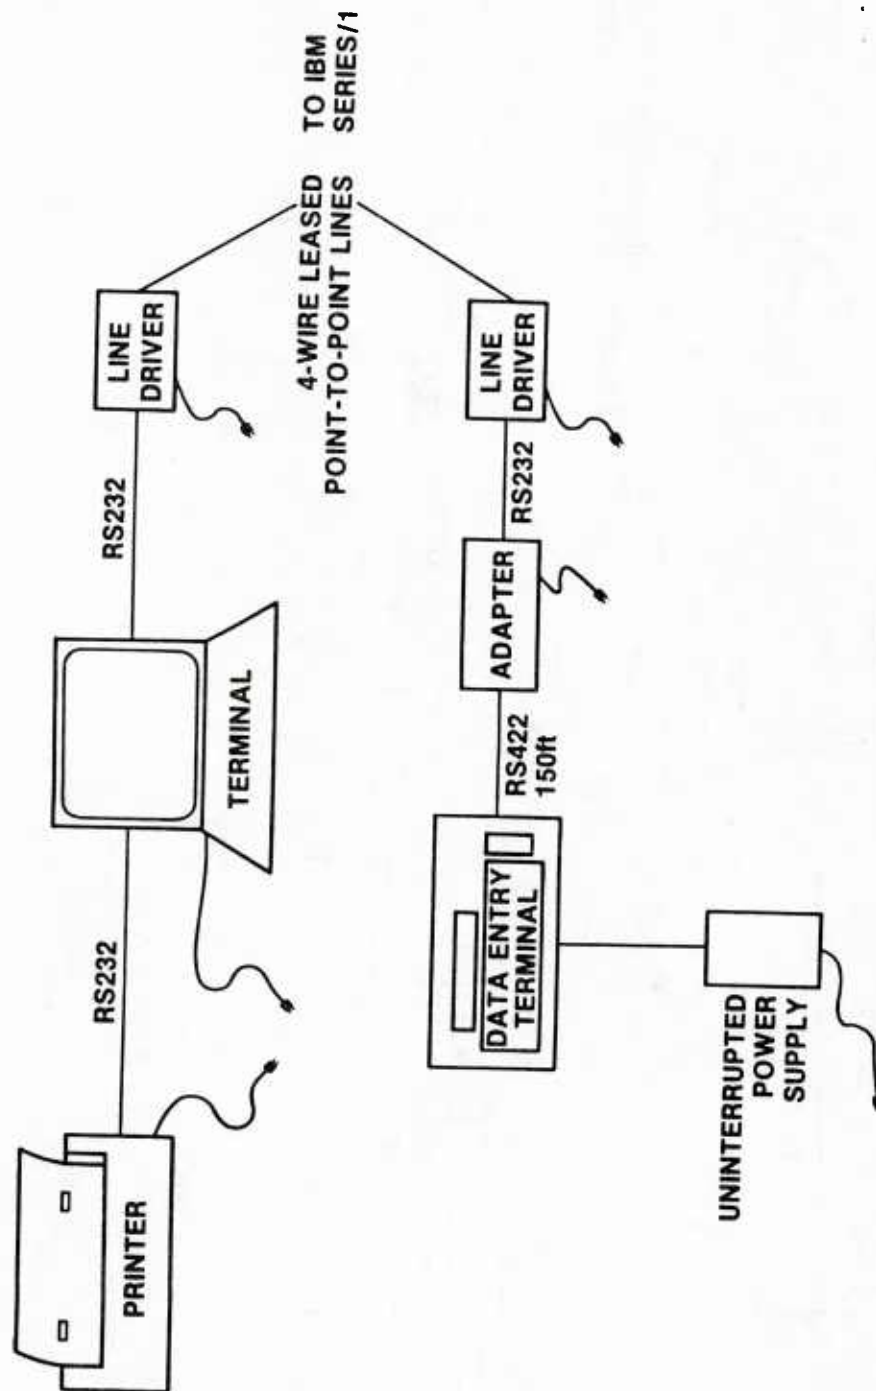 PRINTER
RS232
TERMINAL
RS232
LINE
DRIVER
4-WIRE LEASED
POINT-TO-POINT LINES
TO IBM
SERIES/1
DATA ENTRY
TERMINAL
RS422
150ft
ADAPTER
RS232
LINE
DRIVER
UNINTERRUPTED
POWER
SUPPLY